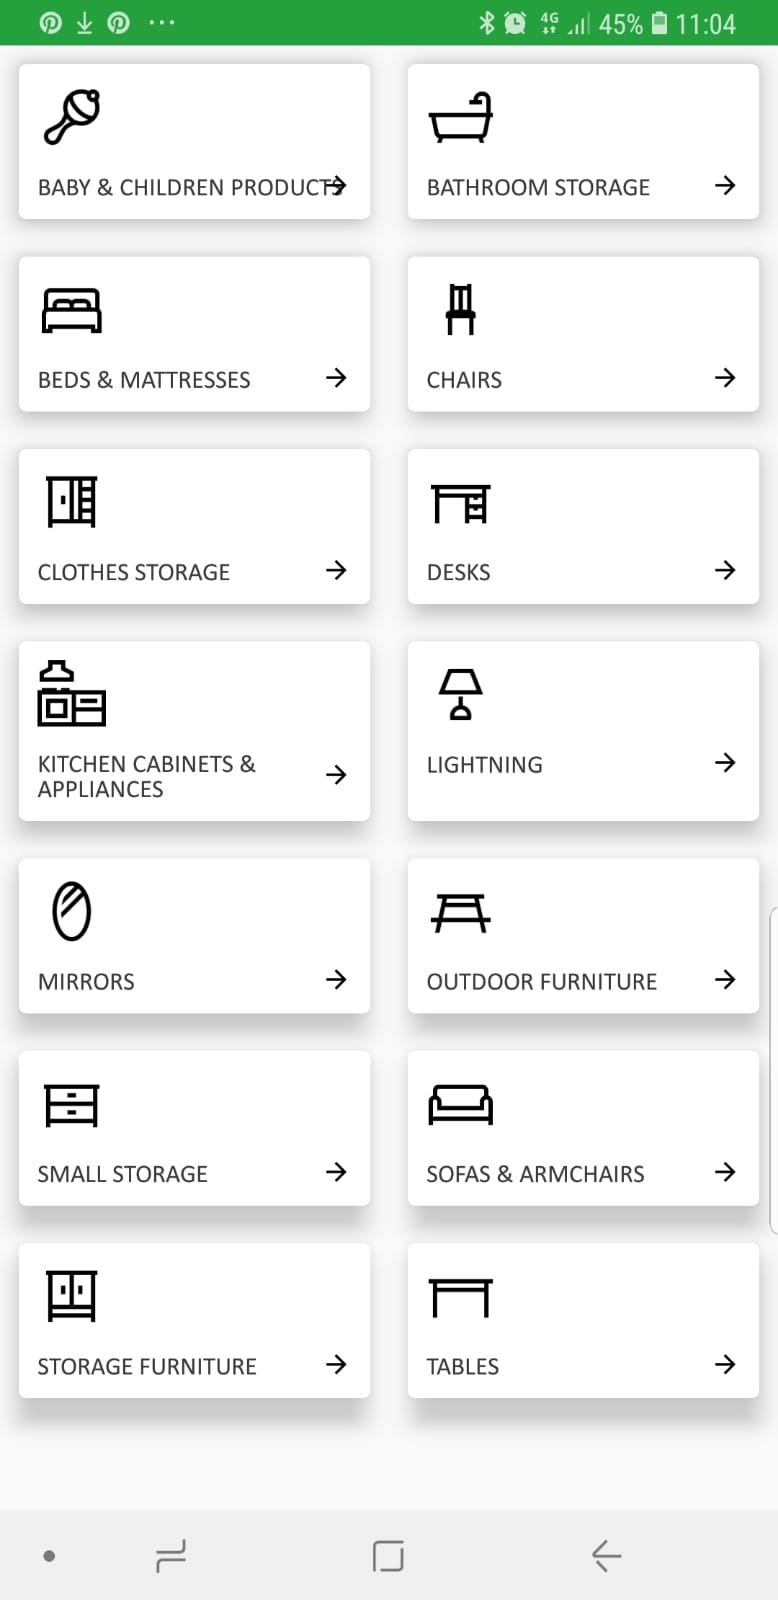 4G 45% 11:04
BABY & CHILDREN PRODUCTS
BATHROOM STORAGE
BEDS & MATTRESSES
CHAIRS
CLOTHES STORAGE
DESKS
KITCHEN CABINETS &
APPLIANCES
LIGHTNING
MIRRORS
OUTDOOR FURNITURE
SMALL STORAGE
SOFAS & ARMCHAIRS
STORAGE FURNITURE
TABLES